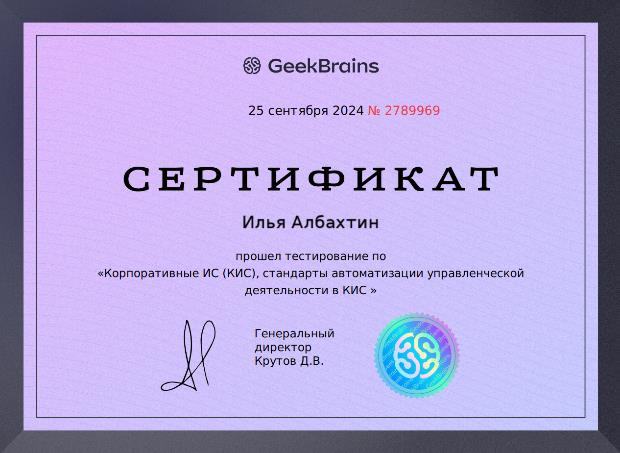 GeekBrains
25 сентября 2024 № 2789969
СЕРТИФИКАТ
Илья Албахтин
прошел тестирование по
«Корпоративные ИС (КИС), стандарты автоматизации управленческой
деятельности в КИС »
Генеральный
директор
Крутов Д.В.